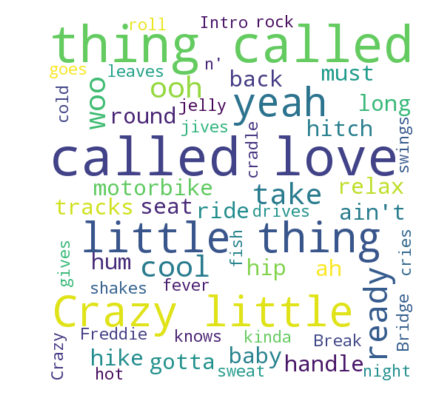 roll Intro rock
thing called
goes leaves n' back must
cold woo ooh yeah long
round jelly
jives cradle hitch swings
called love
motorbike take relax
tracks seat ride drives ain't
little thing
gives hum cool fish hip ah cries
shakes fever
Crazy little ready Bridge
Freddie knows kinda Break
Crazy hike gotta baby handle
hot sweat night